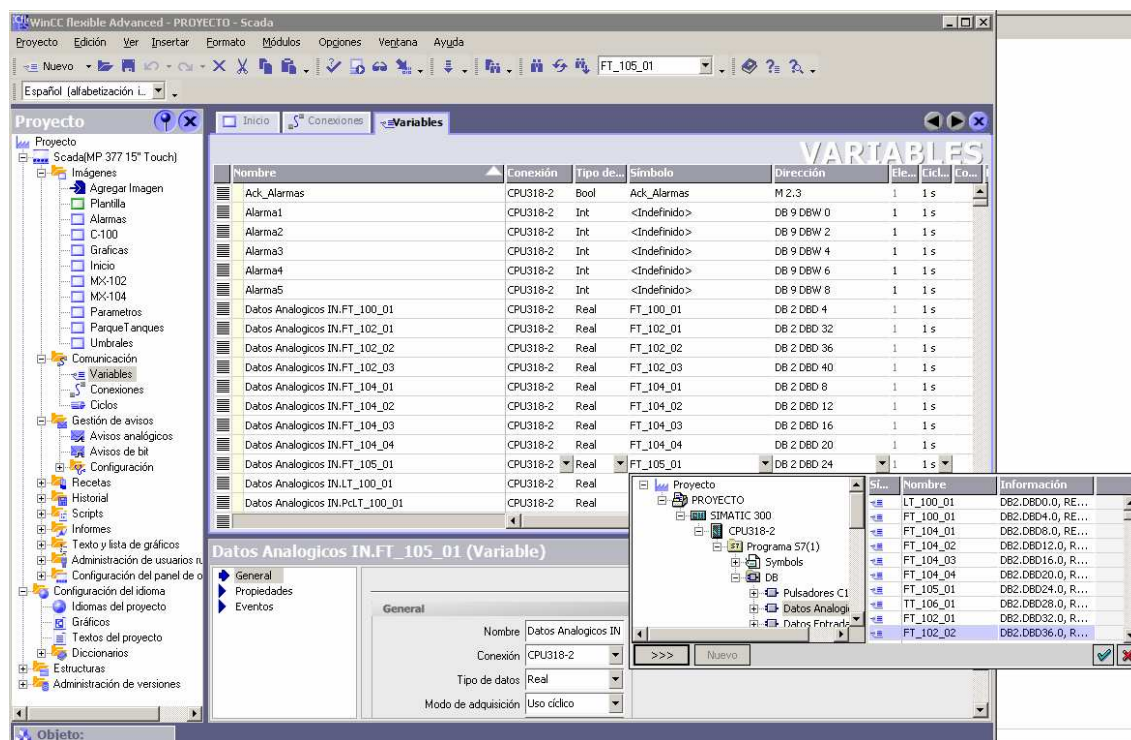 WinCC flexible Advanced - PROYECTO - Scada
Proyecto Edición Ver Insertar Formato Módulos Opciones Ventana Ayuda
Nuevo FT_105_01
Español (alfabetización i...
Proyecto
Proyecto
Scada(MP 377 15" Touch)
Imágenes
Agregar Imagen
Plantilla
Alarmas
C-100
Graficas
Inicio
MX-102
MX-104
Parametros
ParqueTanques
Umbrales
Comunicación
Variables
Conexiones
Ciclos
Gestión de avisos
Avisos analógicos
Avisos de bit
Configuración
Recetas
Historial
Scripts
Informes
Texto y lista de gráficos
Administración de usuarios ru
Configuración del panel de o
Configuración del idioma
Idiomas del proyecto
Gráficos
Textos del proyecto
Diccionarios
Estructuras
Administración de versiones
Objeto:
Inicio Conexiones Variables
VARIABLES
Nombre Conexión Tipo de... Símbolo Dirección Ele... Cicl... Co...
Ack_Alarmas CPU318-2 Bool Ack_Alarmas M 2.3 1 1 s
Alarma1 CPU318-2 Int <Indefinido> DB 9 DBW 0 1 1 s
Alarma2 CPU318-2 Int <Indefinido> DB 9 DBW 2 1 1 s
Alarma3 CPU318-2 Int <Indefinido> DB 9 DBW 4 1 1 s
Alarma4 CPU318-2 Int <Indefinido> DB 9 DBW 6 1 1 s
Alarma5 CPU318-2 Int <Indefinido> DB 9 DBW 8 1 1 s
Datos Analogicos IN.FT_100_01 CPU318-2 Real FT_100_01 DB 2 DBD 4 1 1 s
Datos Analogicos IN.FT_102_01 CPU318-2 Real FT_102_01 DB 2 DBD 32 1 1 s
Datos Analogicos IN.FT_102_02 CPU318-2 Real FT_102_02 DB 2 DBD 36 1 1 s
Datos Analogicos IN.FT_102_03 CPU318-2 Real FT_102_03 DB 2 DBD 40 1 1 s
Datos Analogicos IN.FT_104_01 CPU318-2 Real FT_104_01 DB 2 DBD 8 1 1 s
Datos Analogicos IN.FT_104_02 CPU318-2 Real FT_104_02 DB 2 DBD 12 1 1 s
Datos Analogicos IN.FT_104_03 CPU318-2 Real FT_104_03 DB 2 DBD 16 1 1 s
Datos Analogicos IN.FT_104_04 CPU318-2 Real FT_104_04 DB 2 DBD 20 1 1 s
Datos Analogicos IN.FT_105_01 CPU318-2 Real FT_105_01 DB 2 DBD 24 1 1 s
Datos Analogicos IN.LT_100_01 CPU318-2 Real
Datos Analogicos IN.PcLT_100_01 CPU318-2 Real
Proyecto
PROYECTO
SIMATIC 300
CPU318-2
Programa S7(1)
Symbols
DB
Pulsadores C1
Datos Analogi
Datos Entrada
>>> Nuevo
Sí... Nombre Información
LT_100_01 DB2.DBD0.0, RE...
FT_100_01 DB2.DBD4.0, RE...
FT_104_01 DB2.DBD8.0, RE...
FT_104_02 DB2.DBD12.0, R...
FT_104_03 DB2.DBD16.0, R...
FT_104_04 DB2.DBD20.0, R...
FT_105_01 DB2.DBD24.0, R...
TT_106_01 DB2.DBD28.0, R...
FT_102_01 DB2.DBD32.0, R...
FT_102_02 DB2.DBD36.0, R...
Datos Analogicos IN.FT_105_01 (Variable)
General
Propiedades
Eventos
General
Nombre Datos Analogicos IN
Conexión CPU318-2
Tipo de datos Real
Modo de adquisición Uso cíclico